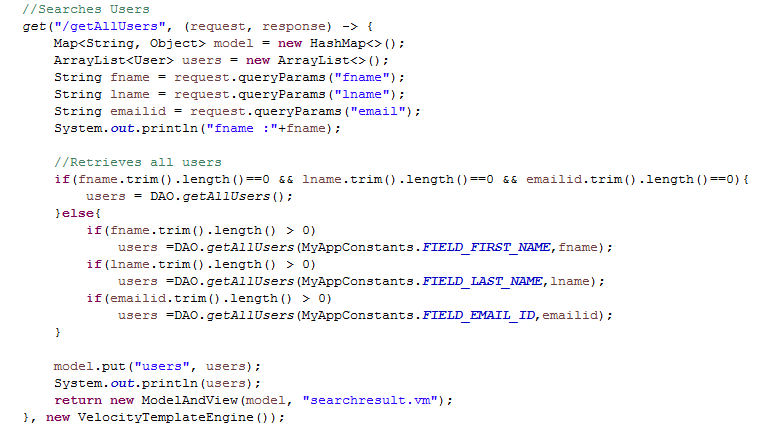 //Searches Users
get("/getAllUsers", (request, response) -> {
    Map<String, Object> model = new HashMap<>();
    ArrayList<User> users = new ArrayList<>();
    String fname = request.queryParams("fname");
    String lname = request.queryParams("lname");
    String emailid = request.queryParams("email");
    System.out.println("fname :"+fname);

    //Retrieves all users
    if(fname.trim().length()==0 && lname.trim().length()==0 && emailid.trim().length()==0){
        users = DAO.getAllUsers();
    }else{
        if(fname.trim().length() > 0)
            users =DAO.getAllUsers(MyAppConstants.FIELD_FIRST_NAME,fname);
        if(lname.trim().length() > 0)
            users =DAO.getAllUsers(MyAppConstants.FIELD_LAST_NAME,lname);
        if(emailid.trim().length() > 0)
            users =DAO.getAllUsers(MyAppConstants.FIELD_EMAIL_ID,emailid);
    }

    model.put("users", users);
    System.out.println(users);
    return new ModelAndView(model, "searchresult.vm");
}, new VelocityTemplateEngine());